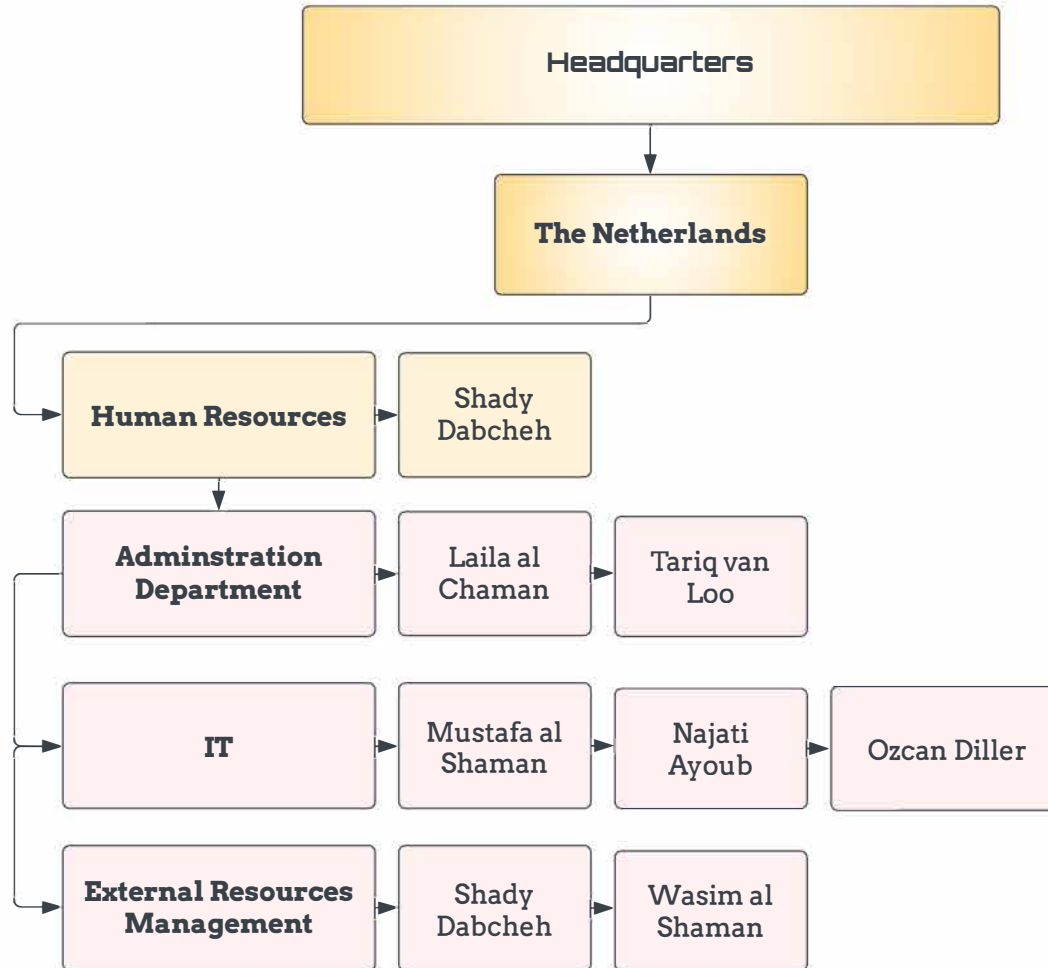 Headquarters
The Netherlands
Human Resources
Shady
Dabcheh
Adminstration
Department
Laila al
Chaman
Tariq van
Loo
IT
Mustafa al
Shaman
Najati
Ayoub
Ozcan Diller
External Resources
Management
Shady
Dabcheh
Wasim al
Shaman